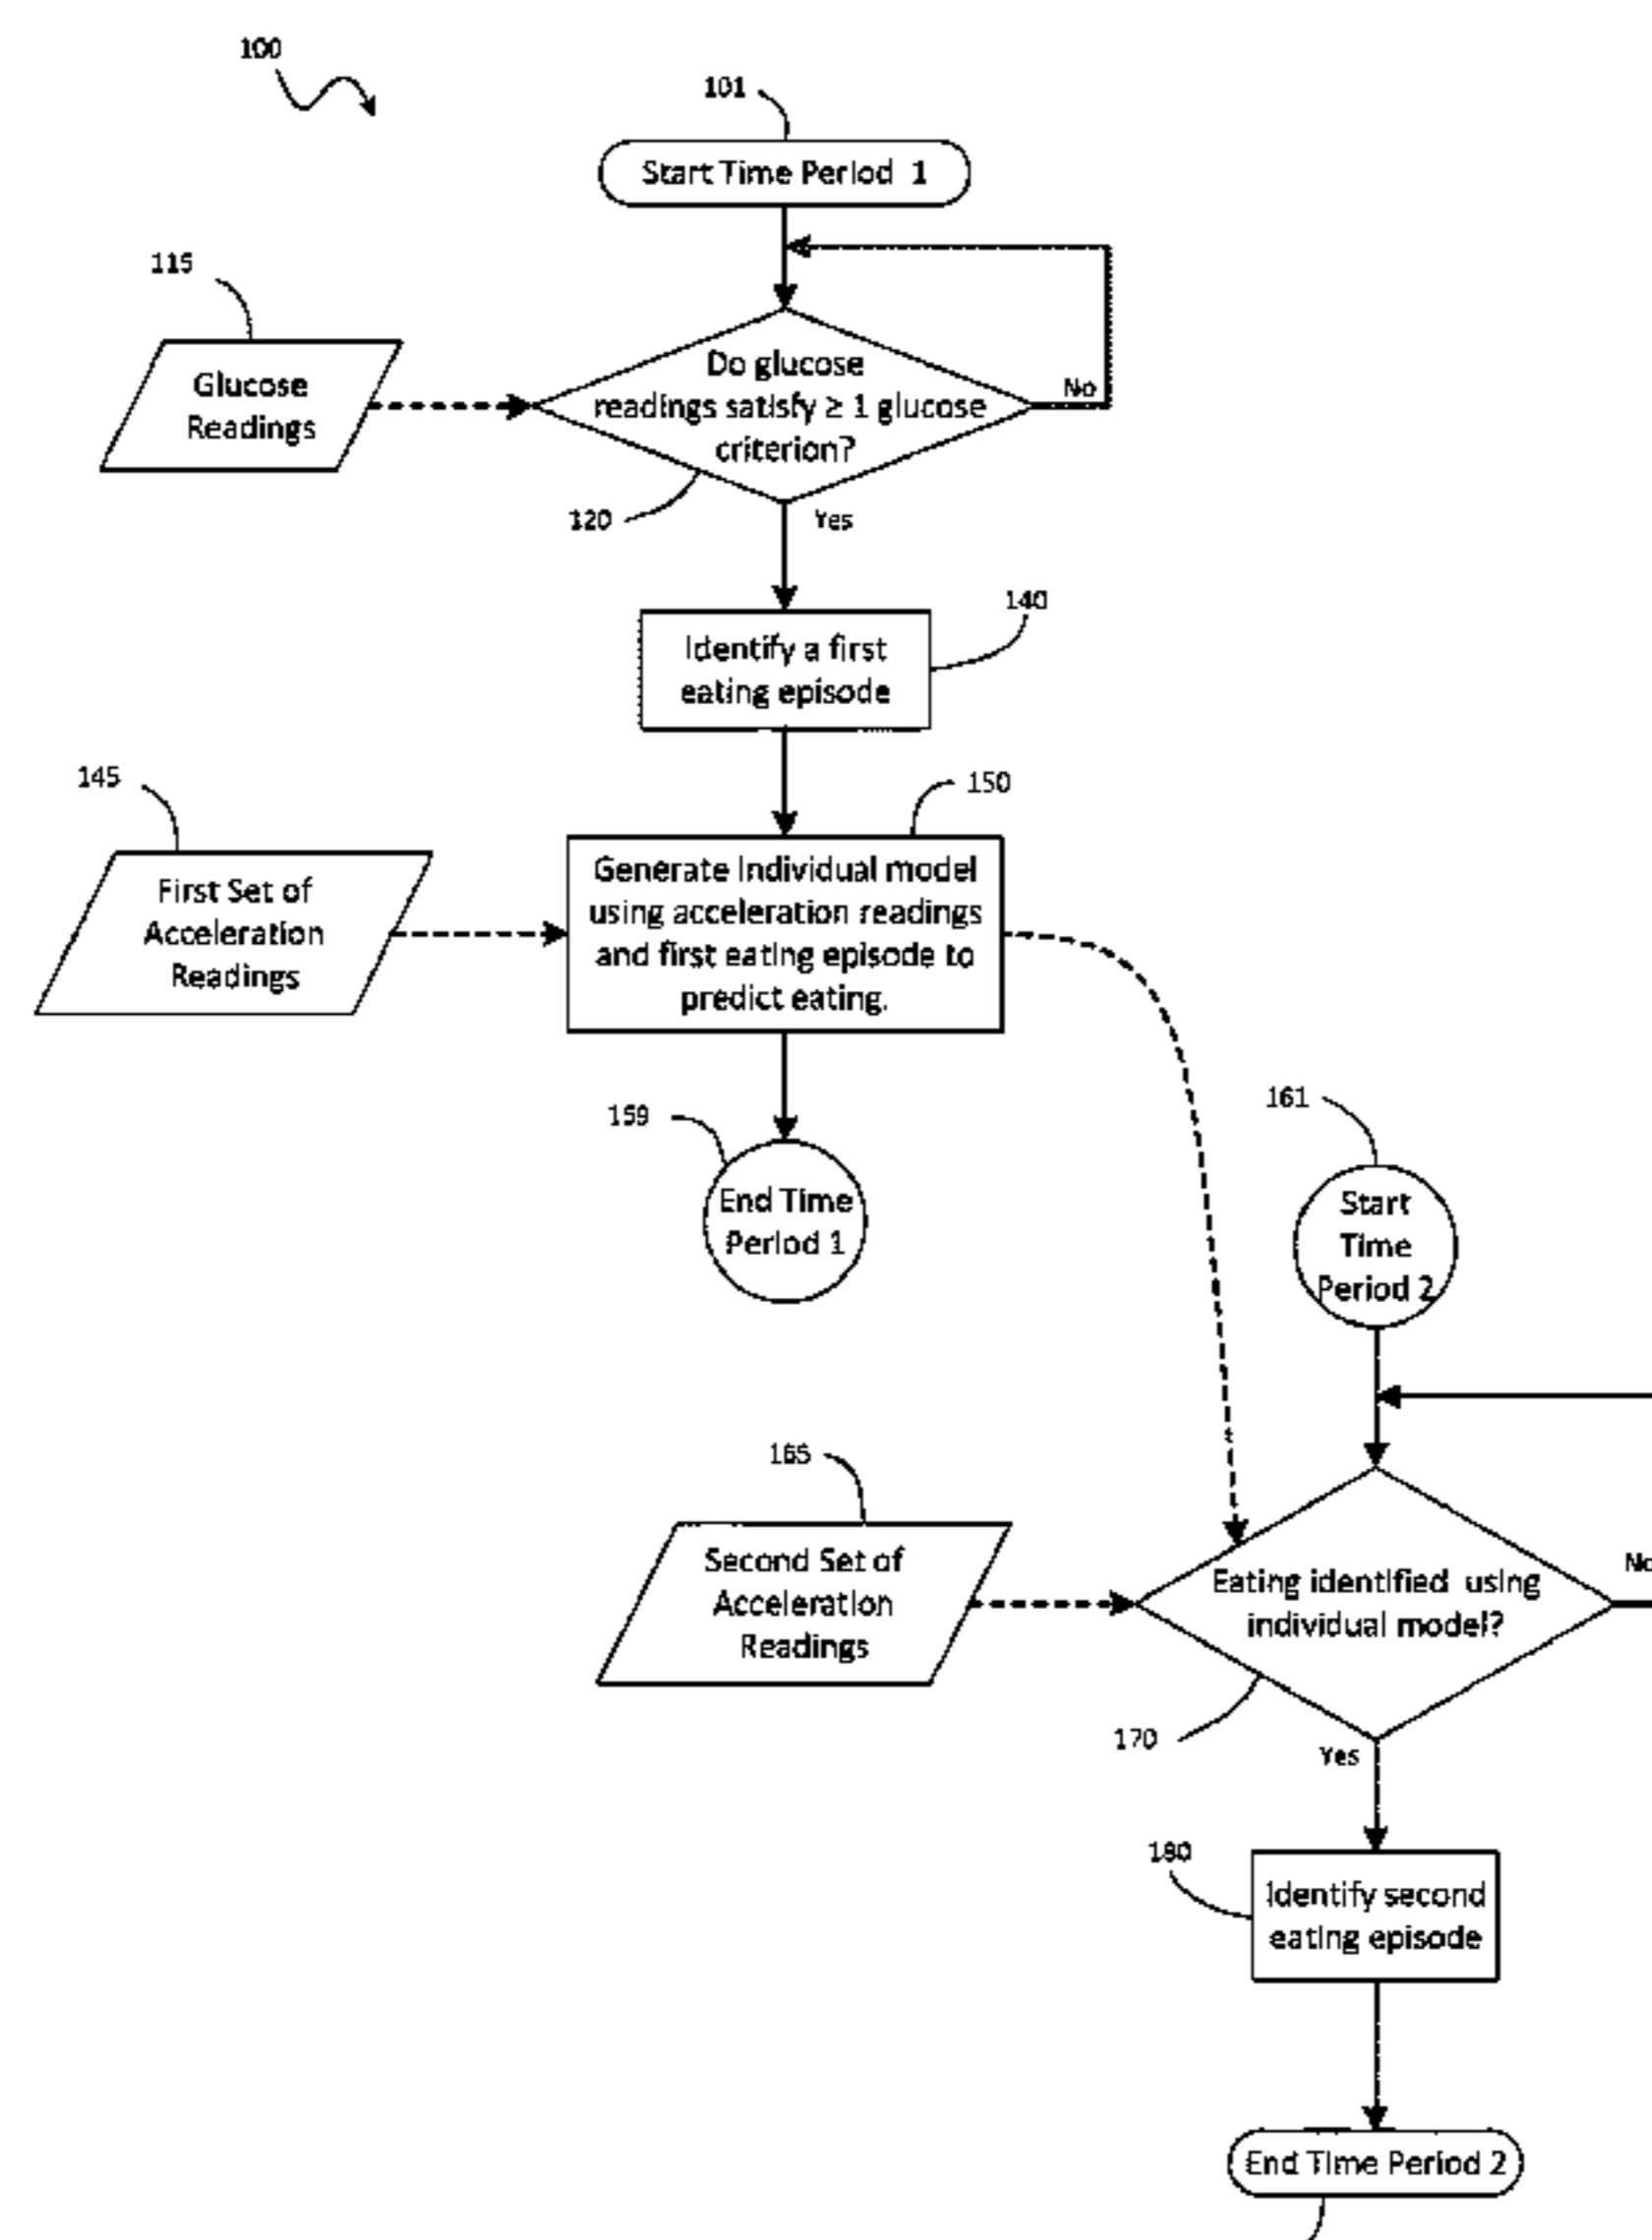 100
101
Start Time Period 1
115
Glucose
Readings
Do glucose
readings satisfy ≥ 1 glucose
criterion?
No
120
Yes
140
Identify a first
eating episode
145
150
First Set of
Acceleration
Readings
Generate individual model
using acceleration readings
and first eating episode to
predict eating.
159
End Time
Period 1
161
Start
Time
Period 2
165
Second Set of
Acceleration
Readings
Eating identified using
individual model?
No
170
Yes
180
Identify second
eating episode
End Time Period 2